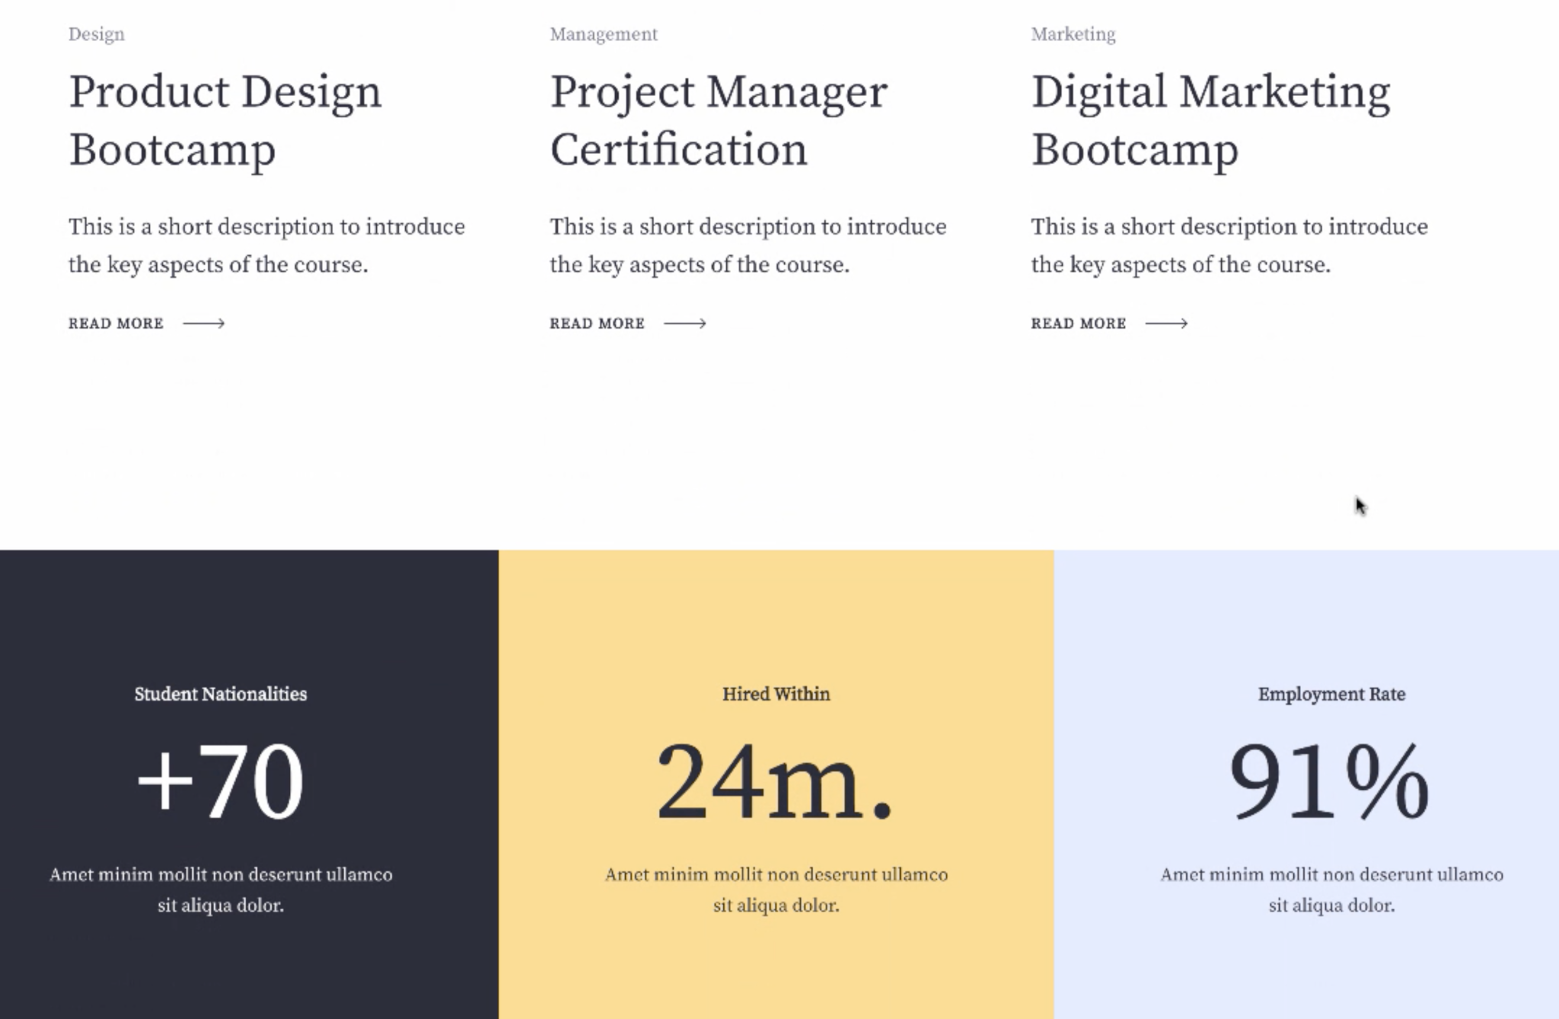 Design
Product Design
Bootcamp
This is a short description to introduce
the key aspects of the course.
READ MORE
Management
Project Manager
Certification
This is a short description to introduce
the key aspects of the course.
READ MORE
Marketing
Digital Marketing
Bootcamp
This is a short description to introduce
the key aspects of the course.
READ MORE
Student Nationalities
+70
Amet minim mollit non deserunt ullamco
sit aliqua dolor.
Hired Within
24m.
Amet minim mollit non deserunt ullamco
sit aliqua dolor.
Employment Rate
91%
Amet minim mollit non deserunt ullamco
sit aliqua dolor.